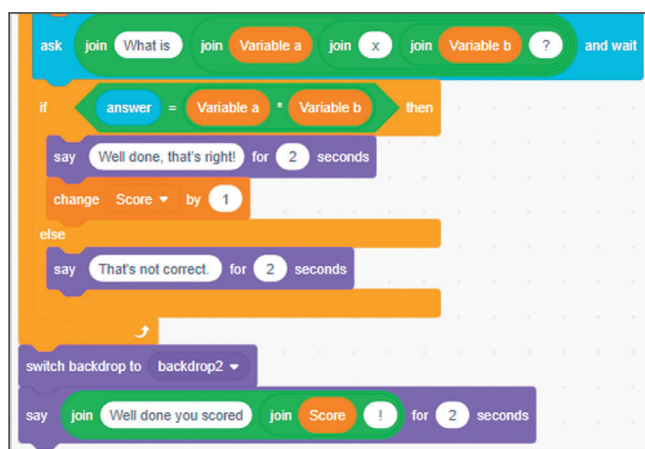 ask join What is join Variable a join x join Variable b ? and wait
if answer = Variable a * Variable b then
say Well done, that's right! for 2 seconds
change Score by 1
else
say That's not correct. for 2 seconds
switch backdrop to backdrop2
say join Well done you scored join Score ! for 2 seconds